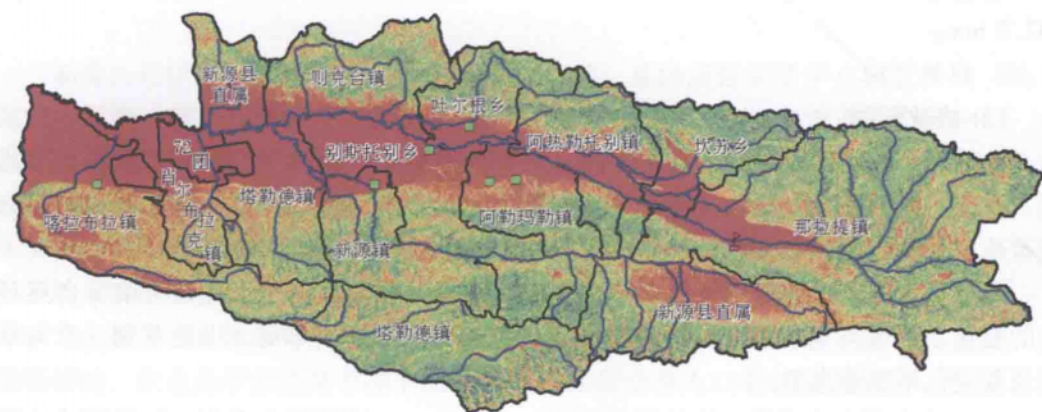 新源县
直属
则克台镇
吐尔根乡
72
团
别斯托别乡
阿热勒托别镇
坎苏乡
肖
尔
布
拉
克
镇
塔勒德镇
喀拉布拉镇
新源镇
阿勒玛勒镇
那拉提镇
塔勒德镇
新源县直属